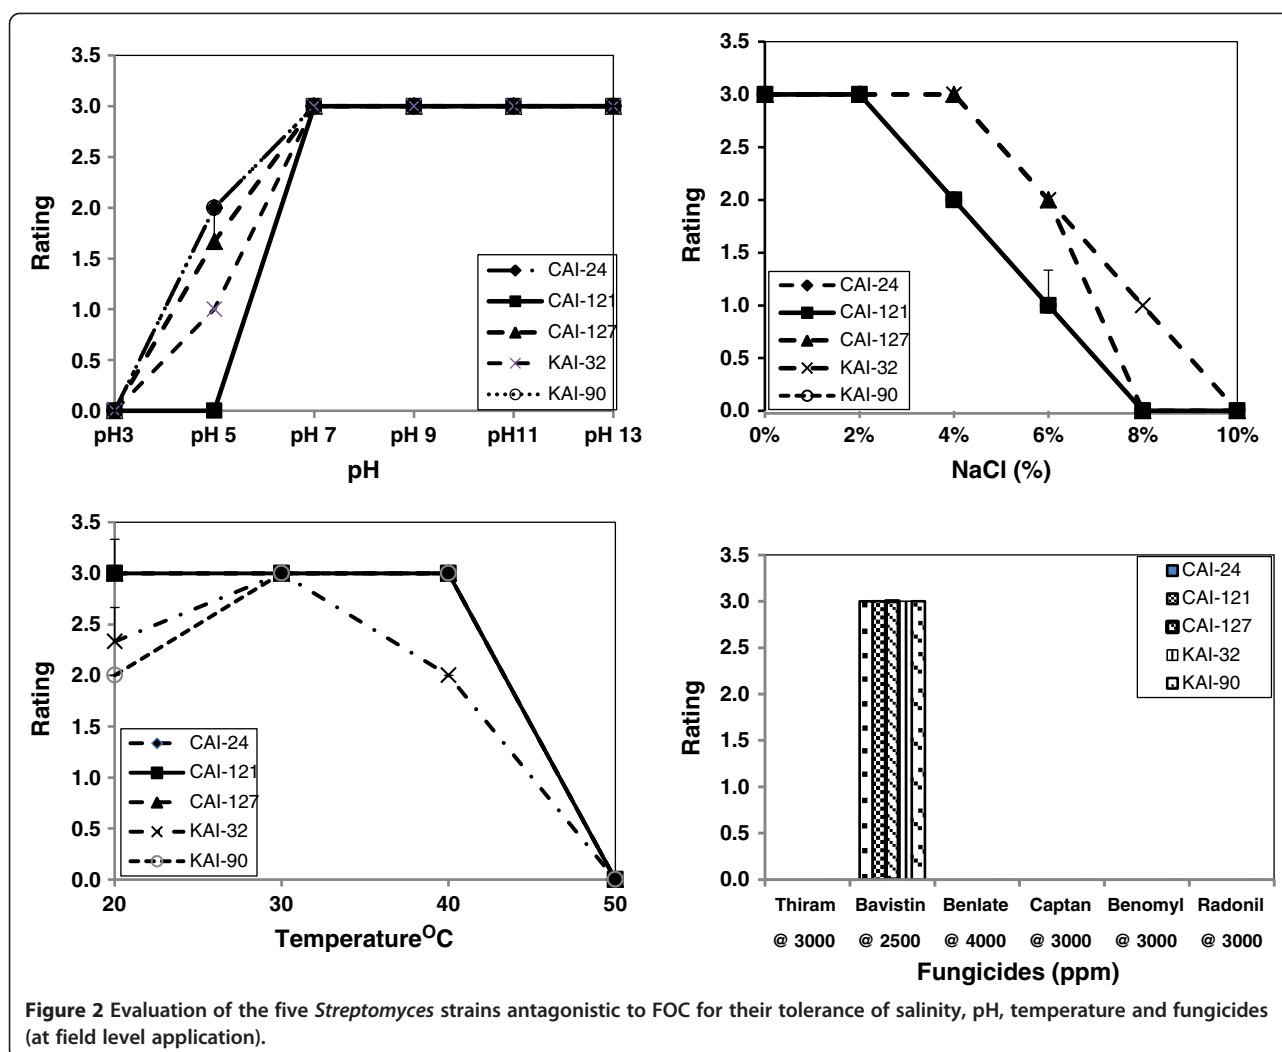 3.5
3.0
2.5
2.0
1.5
1.0
0.5
0.0
Rating
pH3 pH 5 pH 7 pH 9 pH11 pH 13
pH
CAI-24
CAI-121
CAI-127
KAI-32
KAI-90
3.5
3.0
2.5
2.0
1.5
1.0
0.5
0.0
Rating
0% 2% 4% 6% 8% 10%
NaCl (%)
CAI-24
CAI-121
CAI-127
KAI-32
KAI-90
3.5
3.0
2.5
2.0
1.5
1.0
0.5
0.0
Rating
20 30 40 50
Temperature°C
CAI-24
CAI-121
CAI-127
KAI-32
KAI-90
3.5
3.0
2.5
2.0
1.5
1.0
0.5
0.0
Rating
Thiram Bavistin Benlate Captan Benomyl Radonil
@ 3000 @ 2500 @ 4000 @ 3000 @ 3000 @ 3000
Fungicides (ppm)
CAI-24
CAI-121
CAI-127
KAI-32
KAI-90
Figure 2 Evaluation of the five Streptomyces strains antagonistic to FOC for their tolerance of salinity, pH, temperature and fungicides
(at field level application).